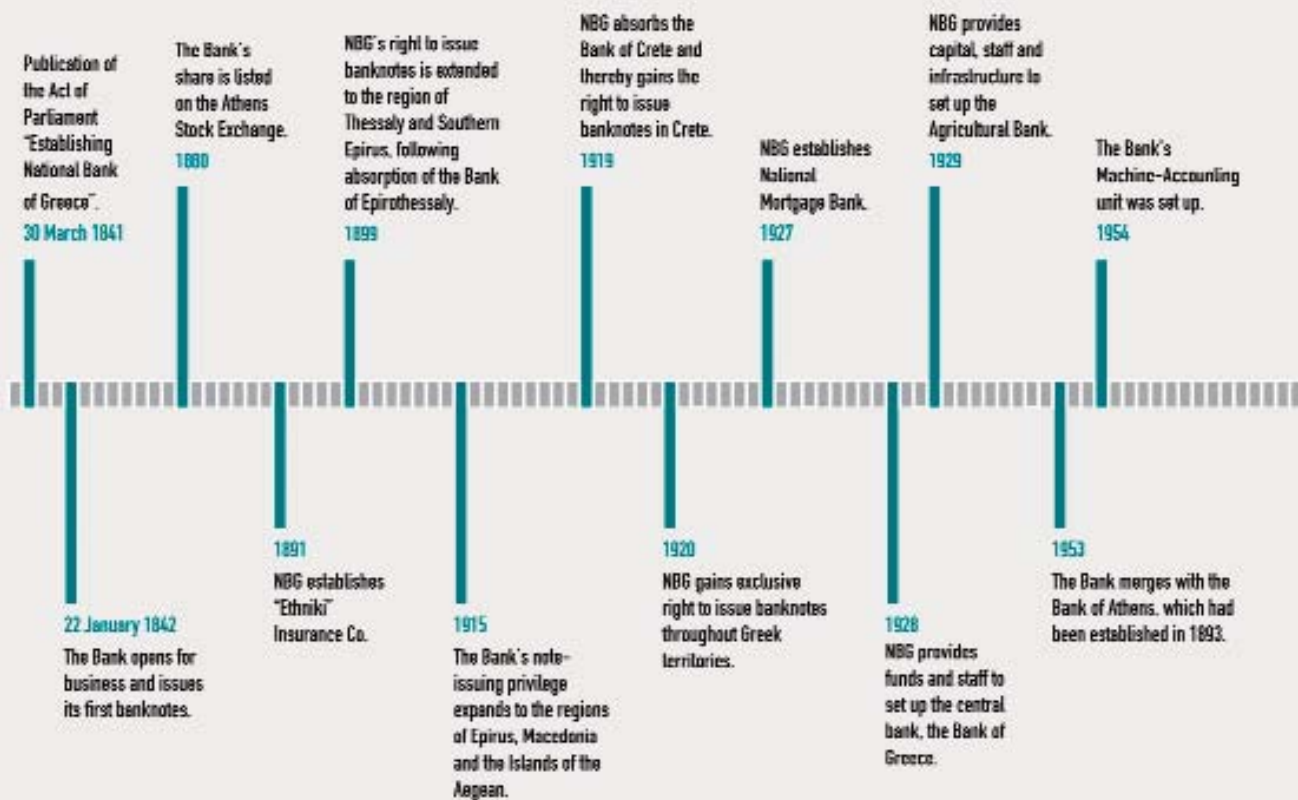 Publication of
the Act of
Parliament
"Establishing
National Bank
of Greece".
30 March 1841
22 January 1842
The Bank opens for
business and issues
its first banknotes.
The Bank's
share is listed
on the Athens
Stock Exchange.
1880
1891
NBG establishes
"Ethniki"
Insurance Co.
NBG's right to issue
banknotes is extended
to the region of
Thessaly and Southern
Epirus, following
absorption of the Bank
of Epirothessaly.
1899
1915
The Bank's note-
issuing privilege
expands to the regions
of Epirus, Macedonia
and the Islands of the
Aegean.
NBG absorbs the
Bank of Crete and
thereby gains the
right to issue
banknotes in Crete.
1919
1920
NBG gains exclusive
right to issue banknotes
throughout Greek
territories.
NBG establishes
National
Mortgage Bank.
1927
1928
NBG provides
funds and staff to
set up the central
bank, the Bank of
Greece.
NBG provides
capital, staff and
infrastructure to
set up the
Agricultural Bank.
1929
1953
The Bank merges with the
Bank of Athens, which had
been established in 1893.
The Bank's
Machine-Accounting
unit was set up.
1954